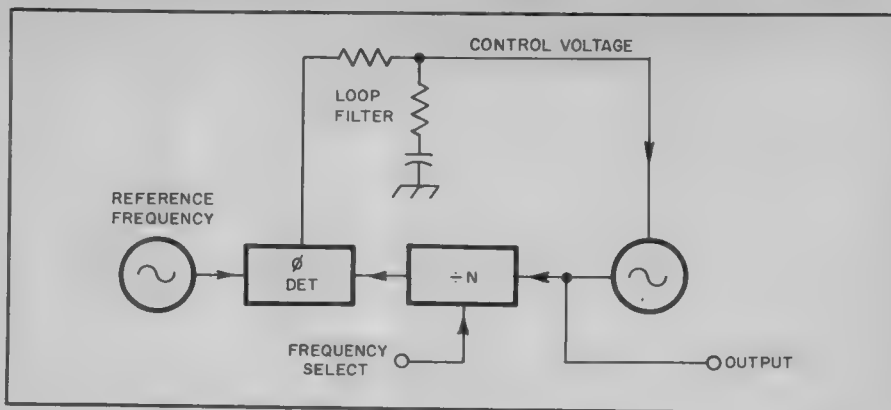 CONTROL VOLTAGE
LOOP
FILTER
REFERENCE
FREQUENCY
Ø
DET
÷N
FREQUENCY
SELECT
OUTPUT